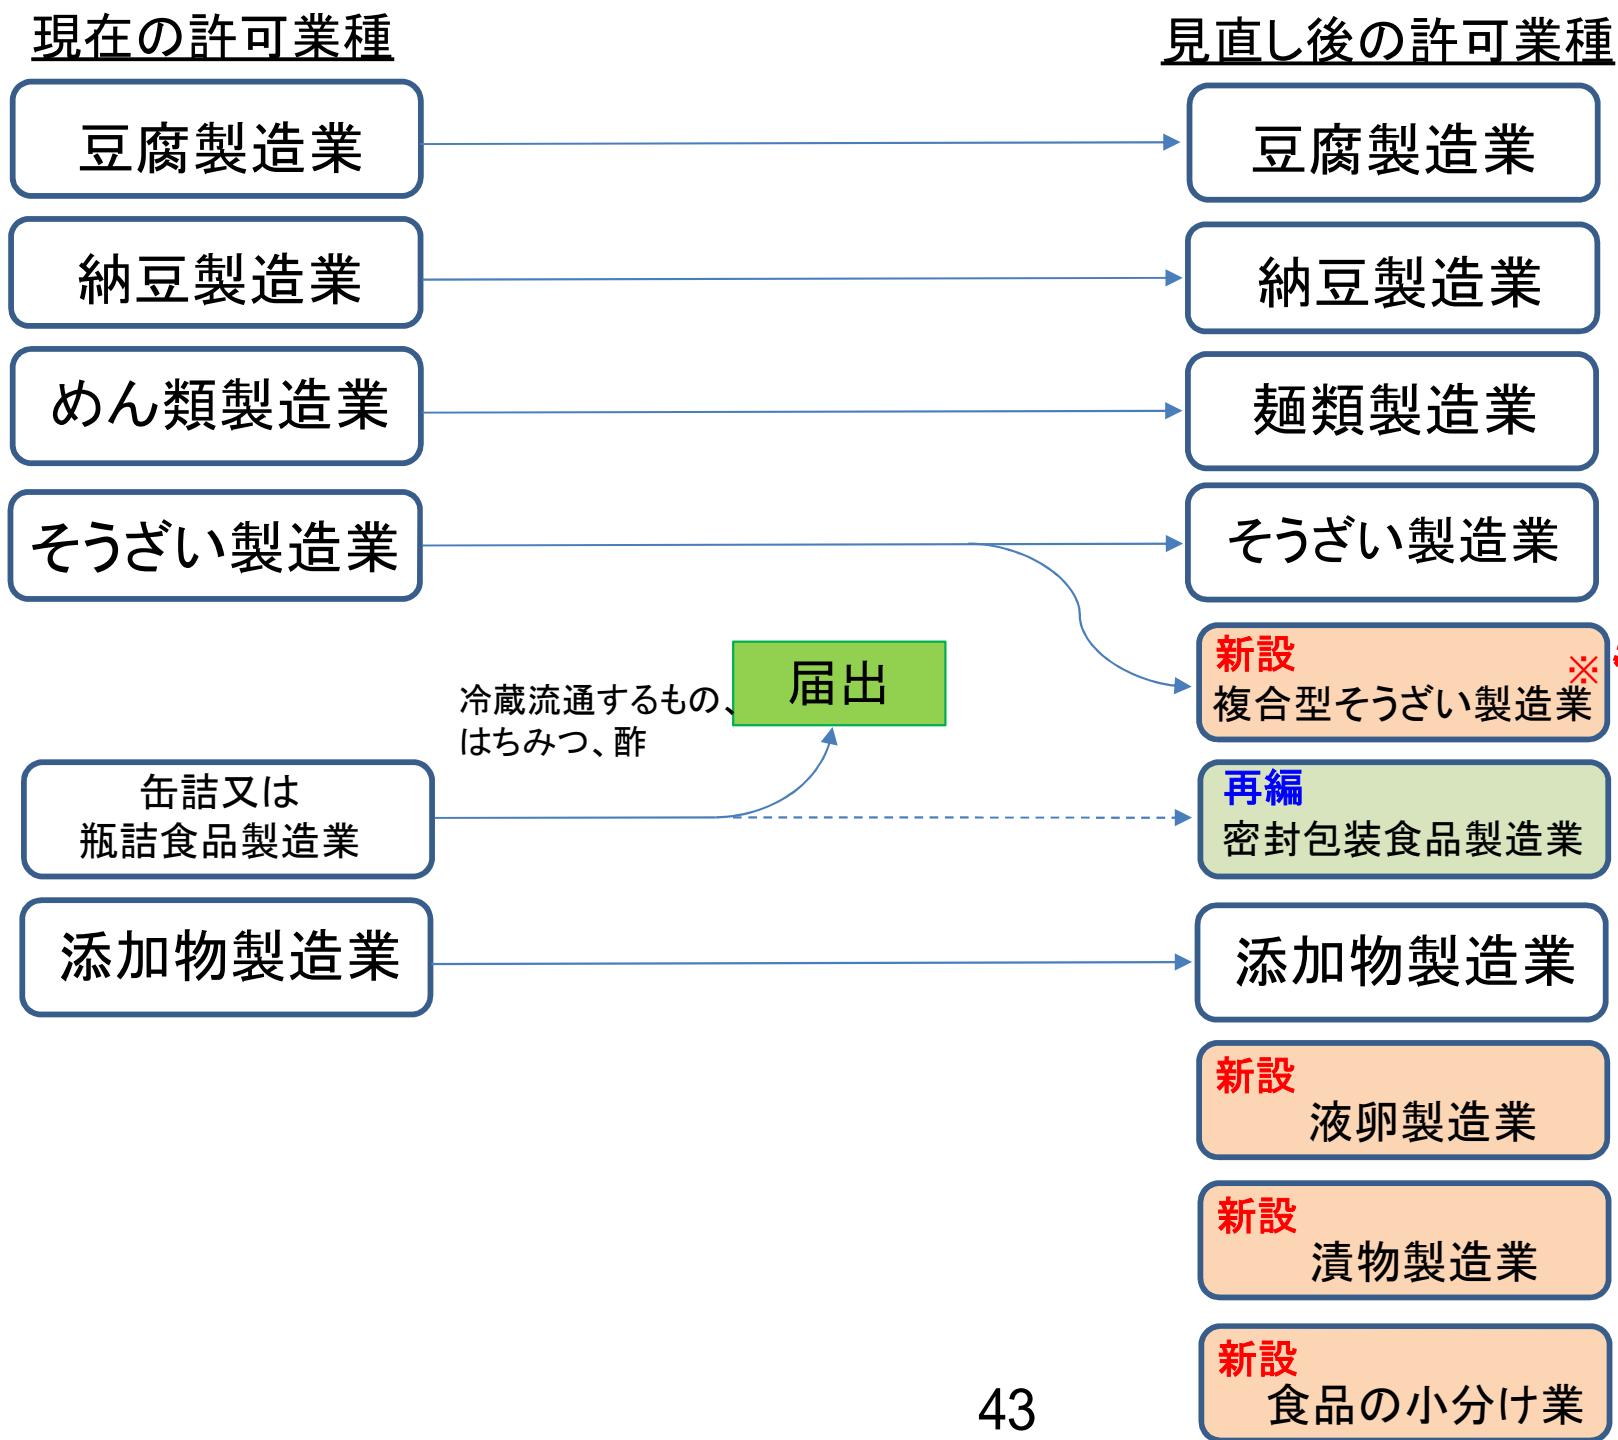 現在の許可業種
見直し後の許可業種
豆腐製造業
豆腐製造業
納豆製造業
納豆製造業
めん類製造業
麺類製造業
そうざい製造業
そうざい製造業
新設
※
複合型そうざい製造業
届出
冷蔵流通するもの、
はちみつ、酢
缶詰又は
瓶詰食品製造業
再編
密封包装食品製造業
添加物製造業
添加物製造業
新設
液卵製造業
新設
漬物製造業
新設
食品の小分け業
43